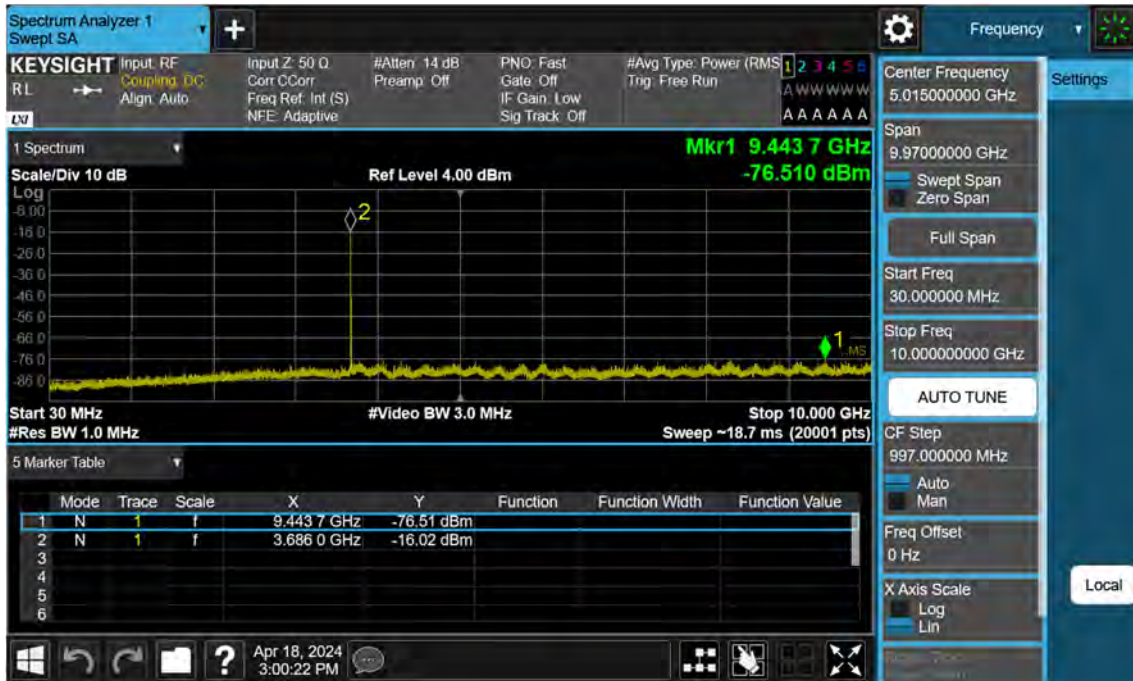 Spectrum Analyzer 1
Swept SA
Frequency
KEYSIGHT
RL
LXI
Input: RF
Coupling: DC
Align: Auto
Input Z: 50 Ω
Corr CCorr
Freq Ref: Int (S)
NFE: Adaptive
#Atten: 14 dB
Preamp: Off
PNO: Fast
Gate: Off
IF Gain: Low
Sig Track: Off
#Avg Type: Power (RMS
Trig: Free Run
1 2 3 4 5 6
A W W W W W
A A A A A A
1 Spectrum
Mkr1 9.443 7 GHz
Scale/Div 10 dB
Ref Level 4.00 dBm
-76.510 dBm
Log
-6.00
-16.0
-26.0
-36.0
-46.0
-56.0
-66.0
-76.0
-86.0
2
1
Start 30 MHz
#Video BW 3.0 MHz
Stop 10.000 GHz
#Res BW 1.0 MHz
Sweep ~18.7 ms (20001 pts)
5 Marker Table
Mode Trace Scale X Y Function Function Width Function Value
1 N 1 f 9.443 7 GHz -76.51 dBm
2 N 1 f 3.686 0 GHz -16.02 dBm
3
4
5
6
Apr 18, 2024
3:00:22 PM
Center Frequency
5.015000000 GHz
Settings
Span
9.97000000 GHz
Swept Span
Zero Span
Full Span
Start Freq
30.000000 MHz
Stop Freq
10.000000000 GHz
AUTO TUNE
CF Step
997.000000 MHz
Auto
Man
Freq Offset
0 Hz
X Axis Scale
Log
Lin
Local